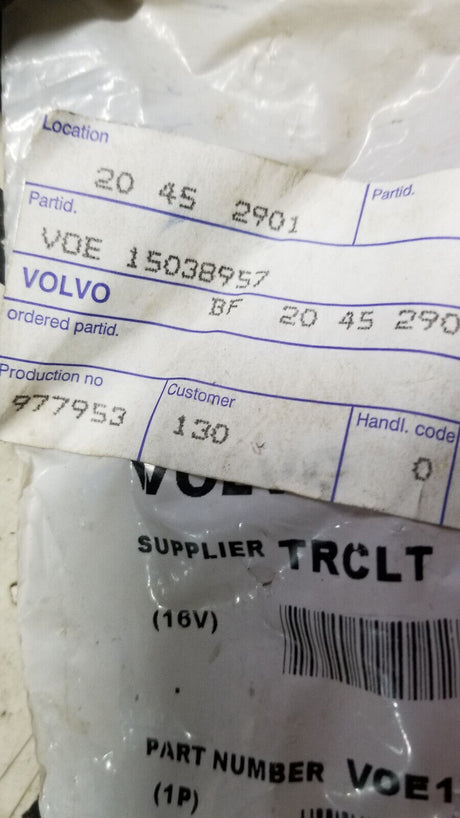 Location
Partid.
20 45 2901
Partid.
VOE 15038957
VOLVO
BF 20 45 290
ordered partid.
Production no
Customer
Handl. code
977953
130
0
SUPPLIER TRCLT
(16V)
PART NUMBER VOE1
(1P)